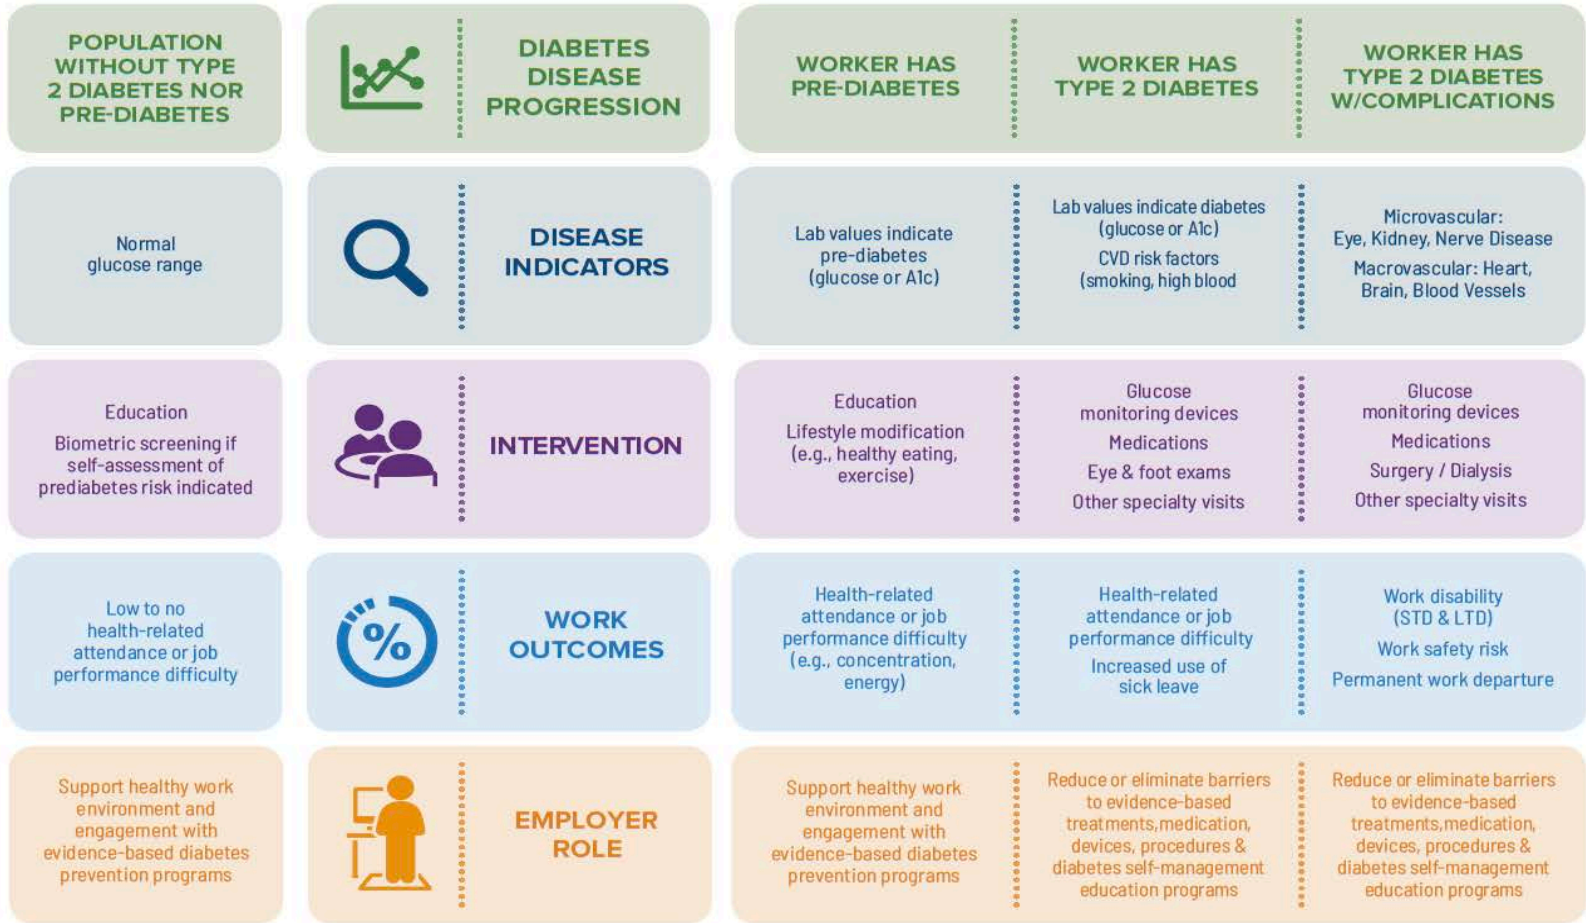 POPULATION
WITHOUT TYPE
2 DIABETES NOR
PRE-DIABETES
DIABETES
DISEASE
PROGRESSION
WORKER HAS
PRE-DIABETES
WORKER HAS
TYPE 2 DIABETES
WORKER HAS
TYPE 2 DIABETES
W/COMPLICATIONS
Normal
glucose range
DISEASE
INDICATORS
Lab values indicate
pre-diabetes
(glucose or A1c)
Lab values indicate diabetes
(glucose or A1c)
CVD risk factors
(smoking, high blood
Microvascular:
Eye, Kidney, Nerve Disease
Macrovascular: Heart,
Brain, Blood Vessels
Education
Biometric screening if
self-assessment of
prediabetes risk indicated
INTERVENTION
Education
Lifestyle modification
(e.g., healthy eating,
exercise)
Glucose
monitoring devices
Medications
Eye & foot exams
Other specialty visits
Glucose
monitoring devices
Medications
Surgery / Dialysis
Other specialty visits
Low to no
health-related
attendance or job
performance difficulty
%
WORK
OUTCOMES
Health-related
attendance or job
performance difficulty
(e.g., concentration,
energy)
Health-related
attendance or job
performance difficulty
Increased use of
sick leave
Work disability
(STD & LTD)
Work safety risk
Permanent work departure
Support healthy work
environment and
engagement with
evidence-based diabetes
prevention programs
EMPLOYER
ROLE
Support healthy work
environment and
engagement with
evidence-based diabetes
prevention programs
Reduce or eliminate barriers
to evidence-based
treatments,medication,
devices, procedures &
diabetes self-management
education programs
Reduce or eliminate barriers
to evidence-based
treatments,medication,
devices, procedures &
diabetes self-management
education programs